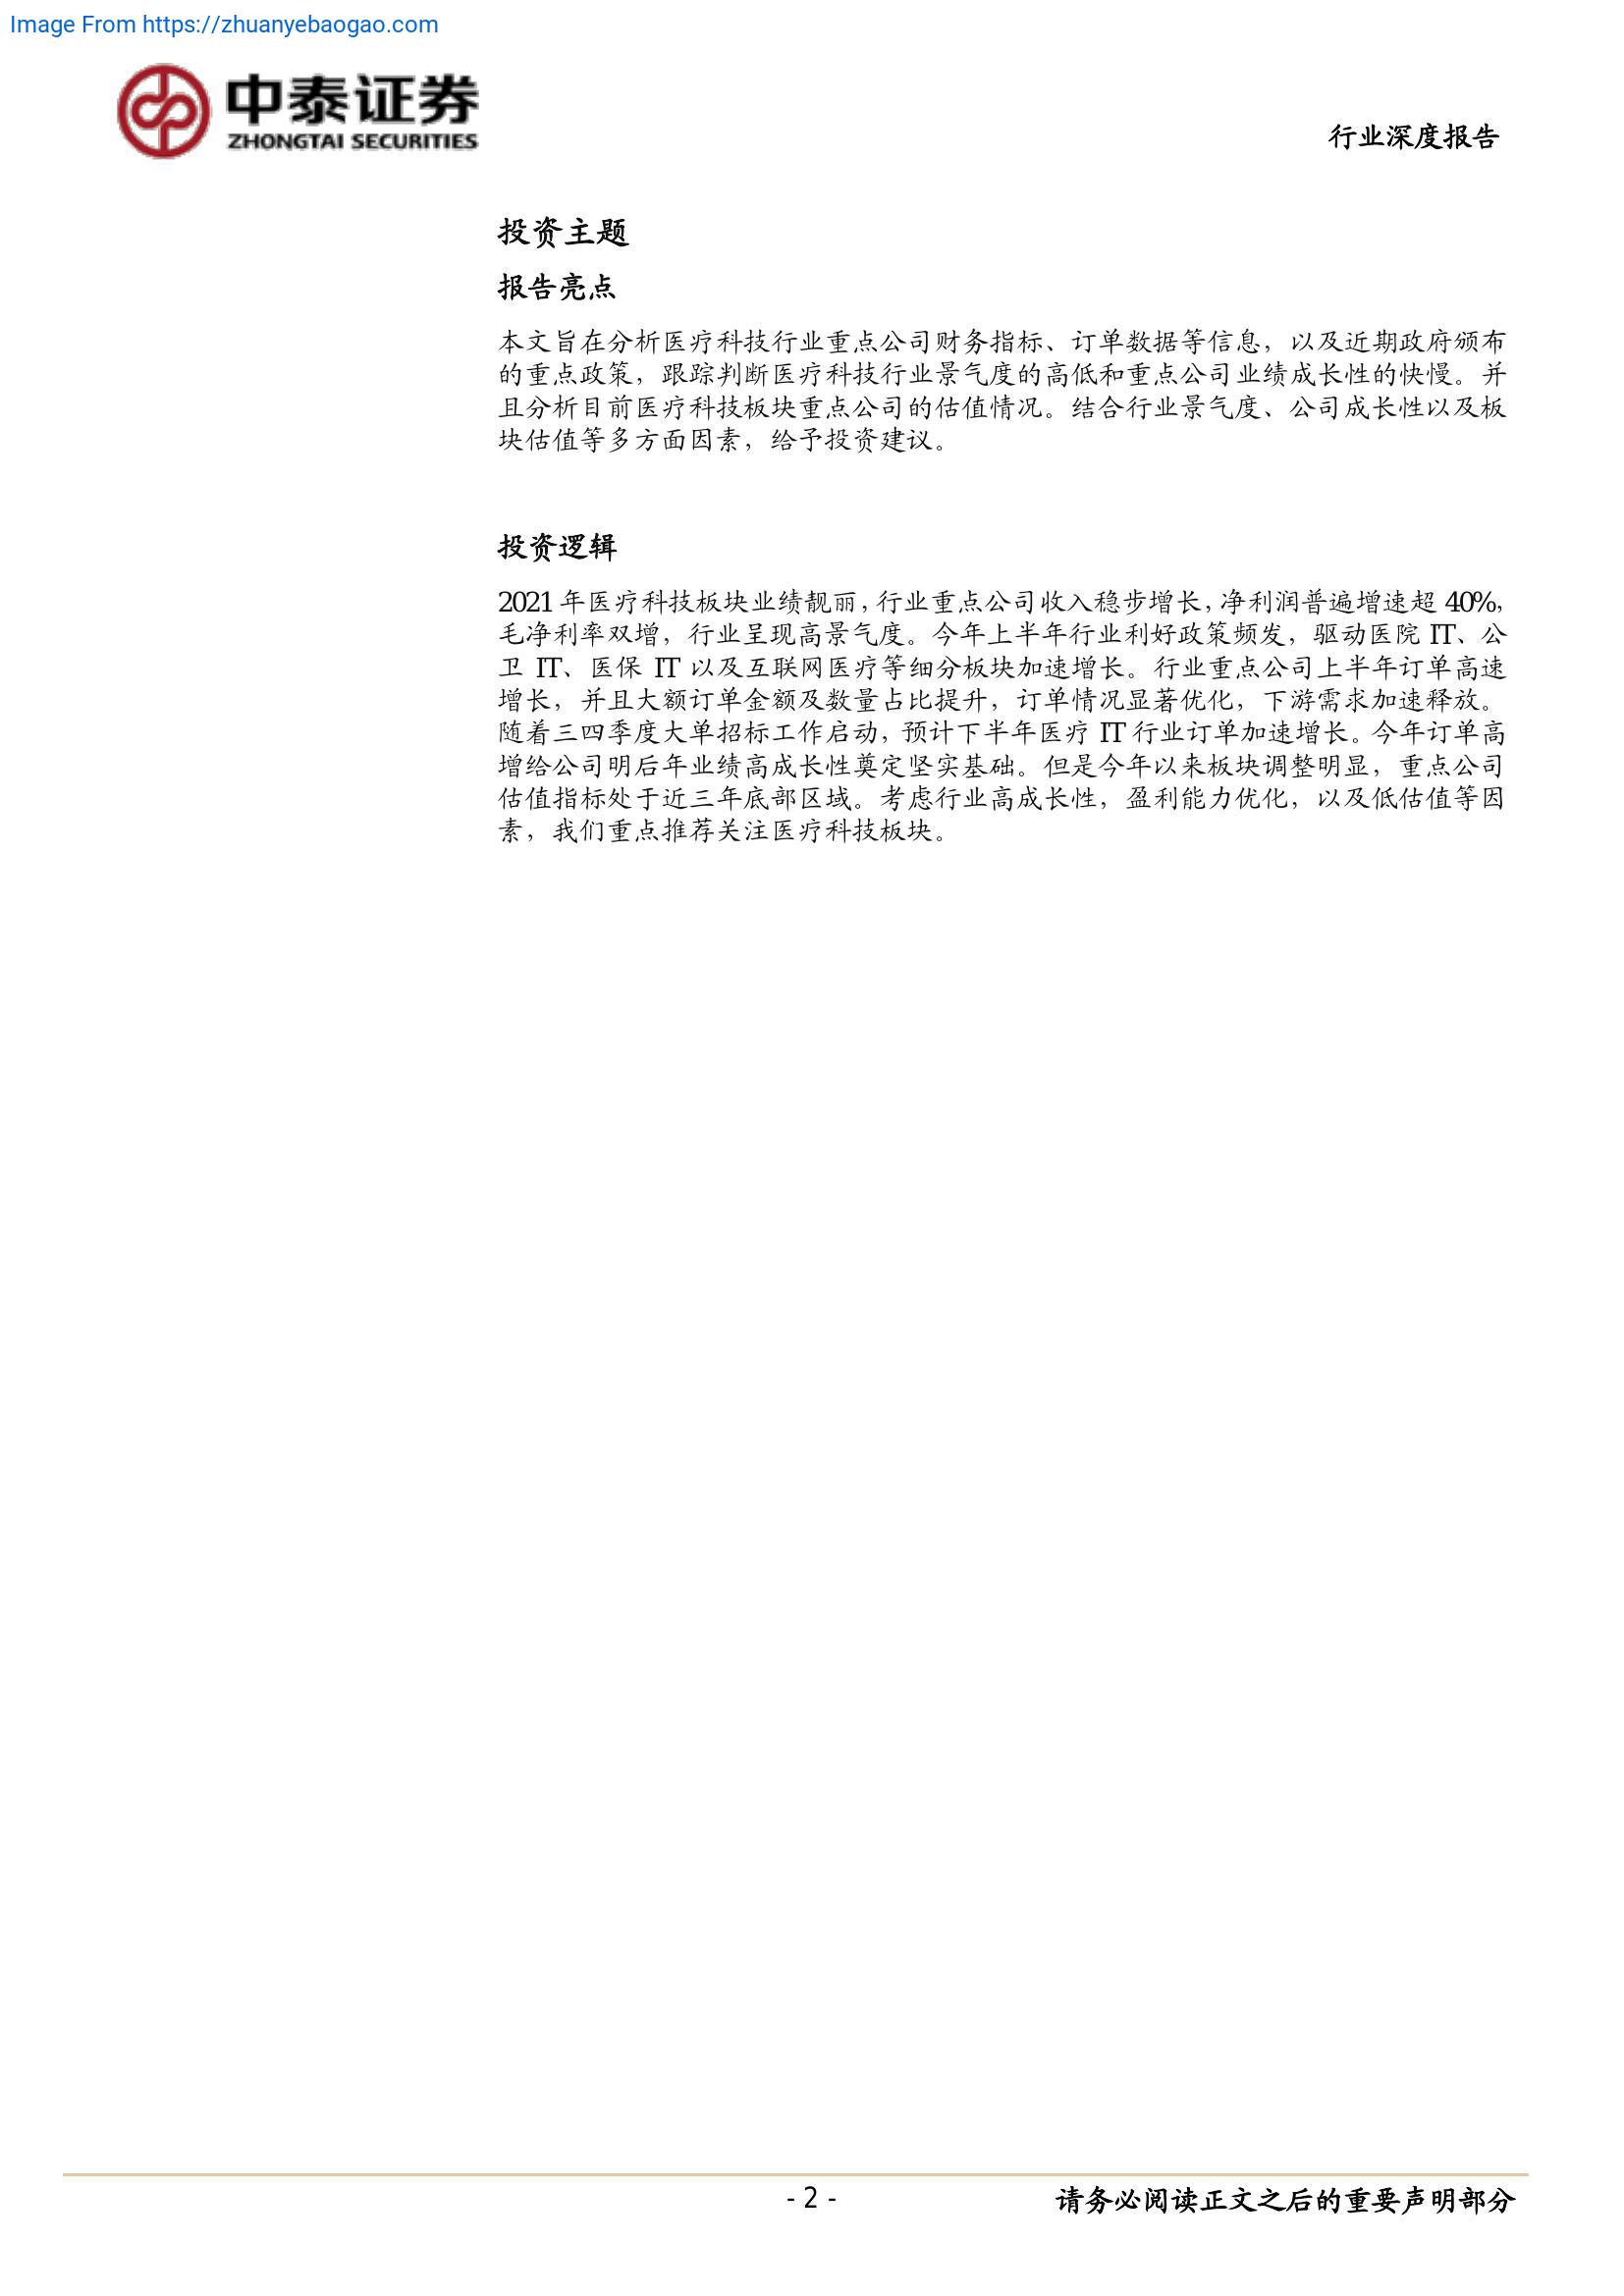 Image From https://zhuanyebaogao.com
中泰证券
ZHONGTAI SECURITIES
行业深度报告
投资主题
报告亮点
本文旨在分析医疗科技行业重点公司财务指标、订单数据等信息，以及近期政府颁布
的重点政策，跟踪判断医疗科技行业景气度的高低和重点公司业绩成长性的快慢。并
且分析目前医疗科技板块重点公司的估值情况。结合行业景气度、公司成长性以及板
块估值等多方面因素，给予投资建议。
投资逻辑
2021 年医疗科技板块业绩靓丽，行业重点公司收入稳步增长，净利润普遍增速超 40%，
毛净利率双增，行业呈现高景气度。今年上半年行业利好政策频发，驱动医院 IT、公
卫 IT、医保 IT 以及互联网医疗等细分板块加速增长。行业重点公司上半年订单高速
增长，并且大额订单金额及数量占比提升，订单情况显著优化，下游需求加速释放。
随着三四季度大单招标工作启动，预计下半年医疗 IT 行业订单加速增长。今年订单高
增给公司明后年业绩高成长性奠定坚实基础。但是今年以来板块调整明显，重点公司
估值指标处于近三年底部区域。考虑行业高成长性，盈利能力优化，以及低估值等因
素，我们重点推荐关注医疗科技板块。
- 2 -
请务必阅读正文之后的重要声明部分